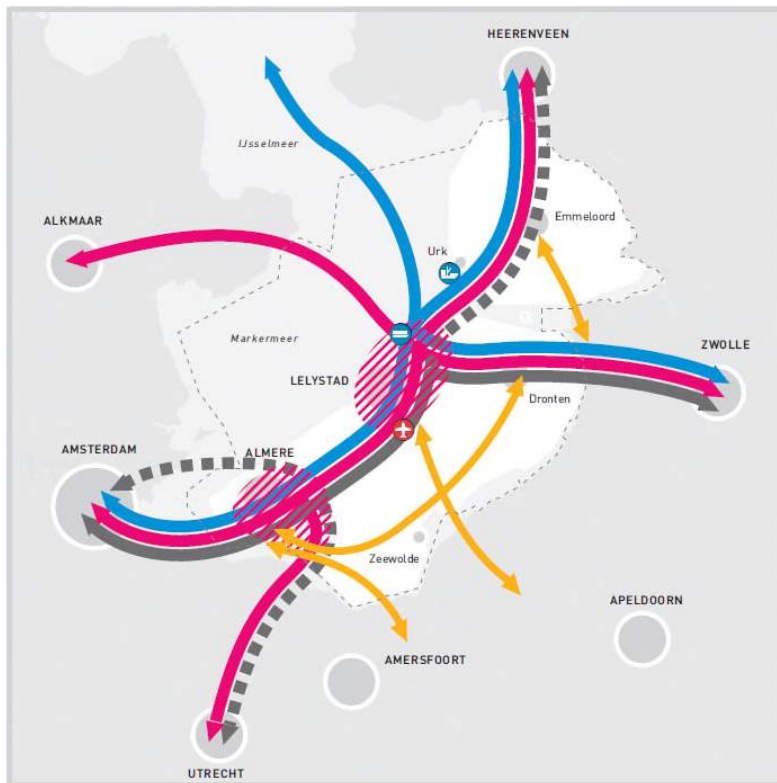 HEERENVEEN
IJsselmeer
ALKMAAR
Emmeloord
Urk
Markermeer
ZWOLLE
LELYSTAD
Dronten
AMSTERDAM
ALMERE
Zeewolde
APELDOORN
AMERSFOORT
UTRECHT